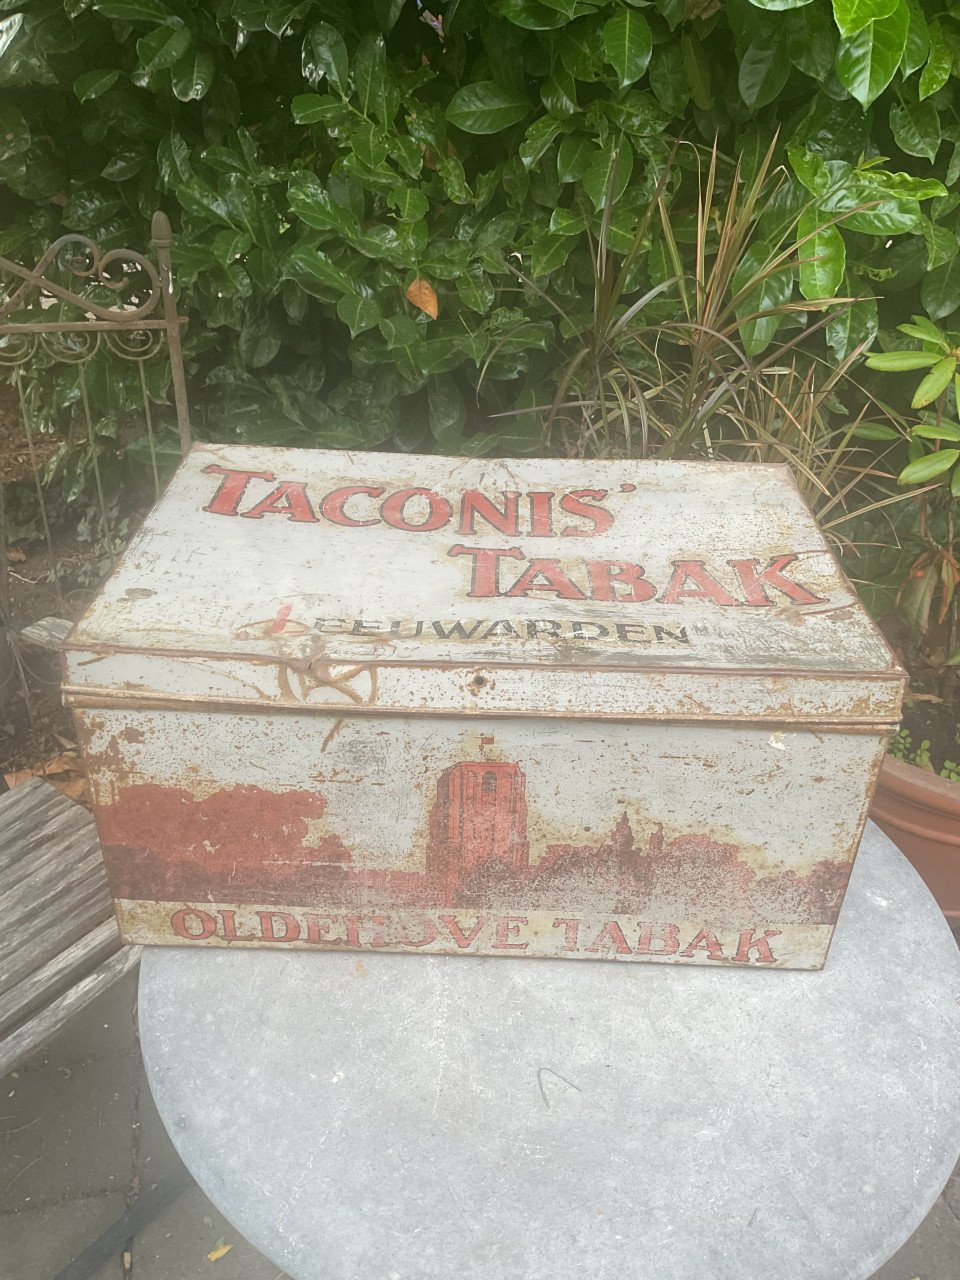 TACONIS'
TABAK
LEEUWARDEN
OLDEHOVE TABAK